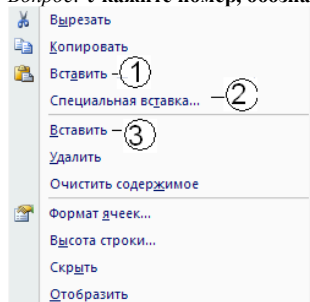 Вопрос: Укажите номер, обозна
Вырезать
Копировать
Вставить – 1
Специальная вставка... – 2
Вставить – 3
Удалить
Очистить содержимое
Формат ячеек...
Высота строки...
Скрыть
Отобразить